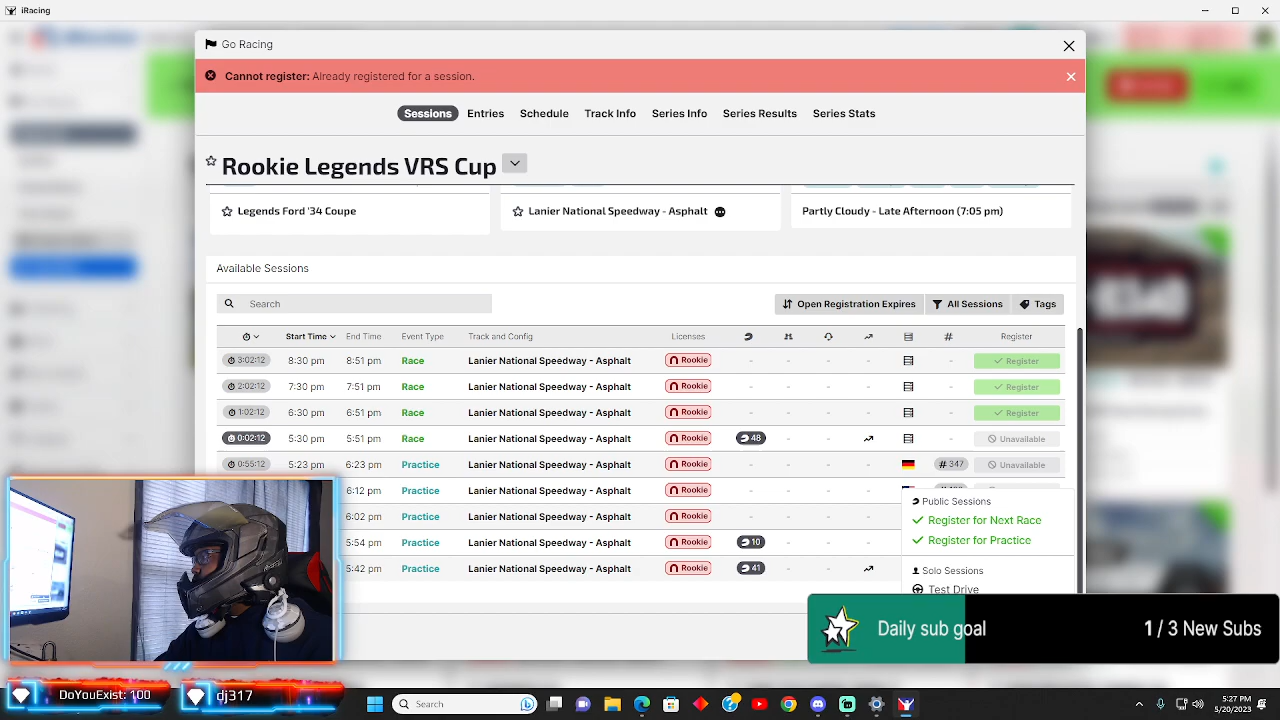 iRacing
Go Racing
Cannot register: Already registered for a session.
Sessions Entries Schedule Track Info Series Info Series Results Series Stats
Rookie Legends VRS Cup
Legends Ford '34 Coupe Lanier National Speedway - Asphalt Partly Cloudy - Late Afternoon (7:05 pm)
Available Sessions
Search Open Registration Expires All Sessions Tags
Start Time End Time Event Type Track and Config Licenses # Register
3:02:12 8:30 pm 8:51 pm Race Lanier National Speedway - Asphalt Rookie - - - - - Register
2:02:12 7:30 pm 7:51 pm Race Lanier National Speedway - Asphalt Rookie - - - - - Register
1:02:12 6:30 pm 6:51 pm Race Lanier National Speedway - Asphalt Rookie - - - - - Register
0:02:12 5:30 pm 5:51 pm Race Lanier National Speedway - Asphalt Rookie 48 - - - Unavailable
0:55:12 5:23 pm 6:23 pm Practice Lanier National Speedway - Asphalt Rookie - - - - #347 Unavailable
6:12 pm Practice Lanier National Speedway - Asphalt Rookie - - - -
6:02 pm Practice Lanier National Speedway - Asphalt Rookie - - - -
5:54 pm Practice Lanier National Speedway - Asphalt Rookie 10 - - -
5:42 pm Practice Lanier National Speedway - Asphalt Rookie 41 - -
Public Sessions
Register for Next Race
Register for Practice
Solo Sessions
Test Drive
Daily sub goal 1 / 3 New Subs
DoYouExist: 100 dj317
Search
5:27 PM
5/20/2023